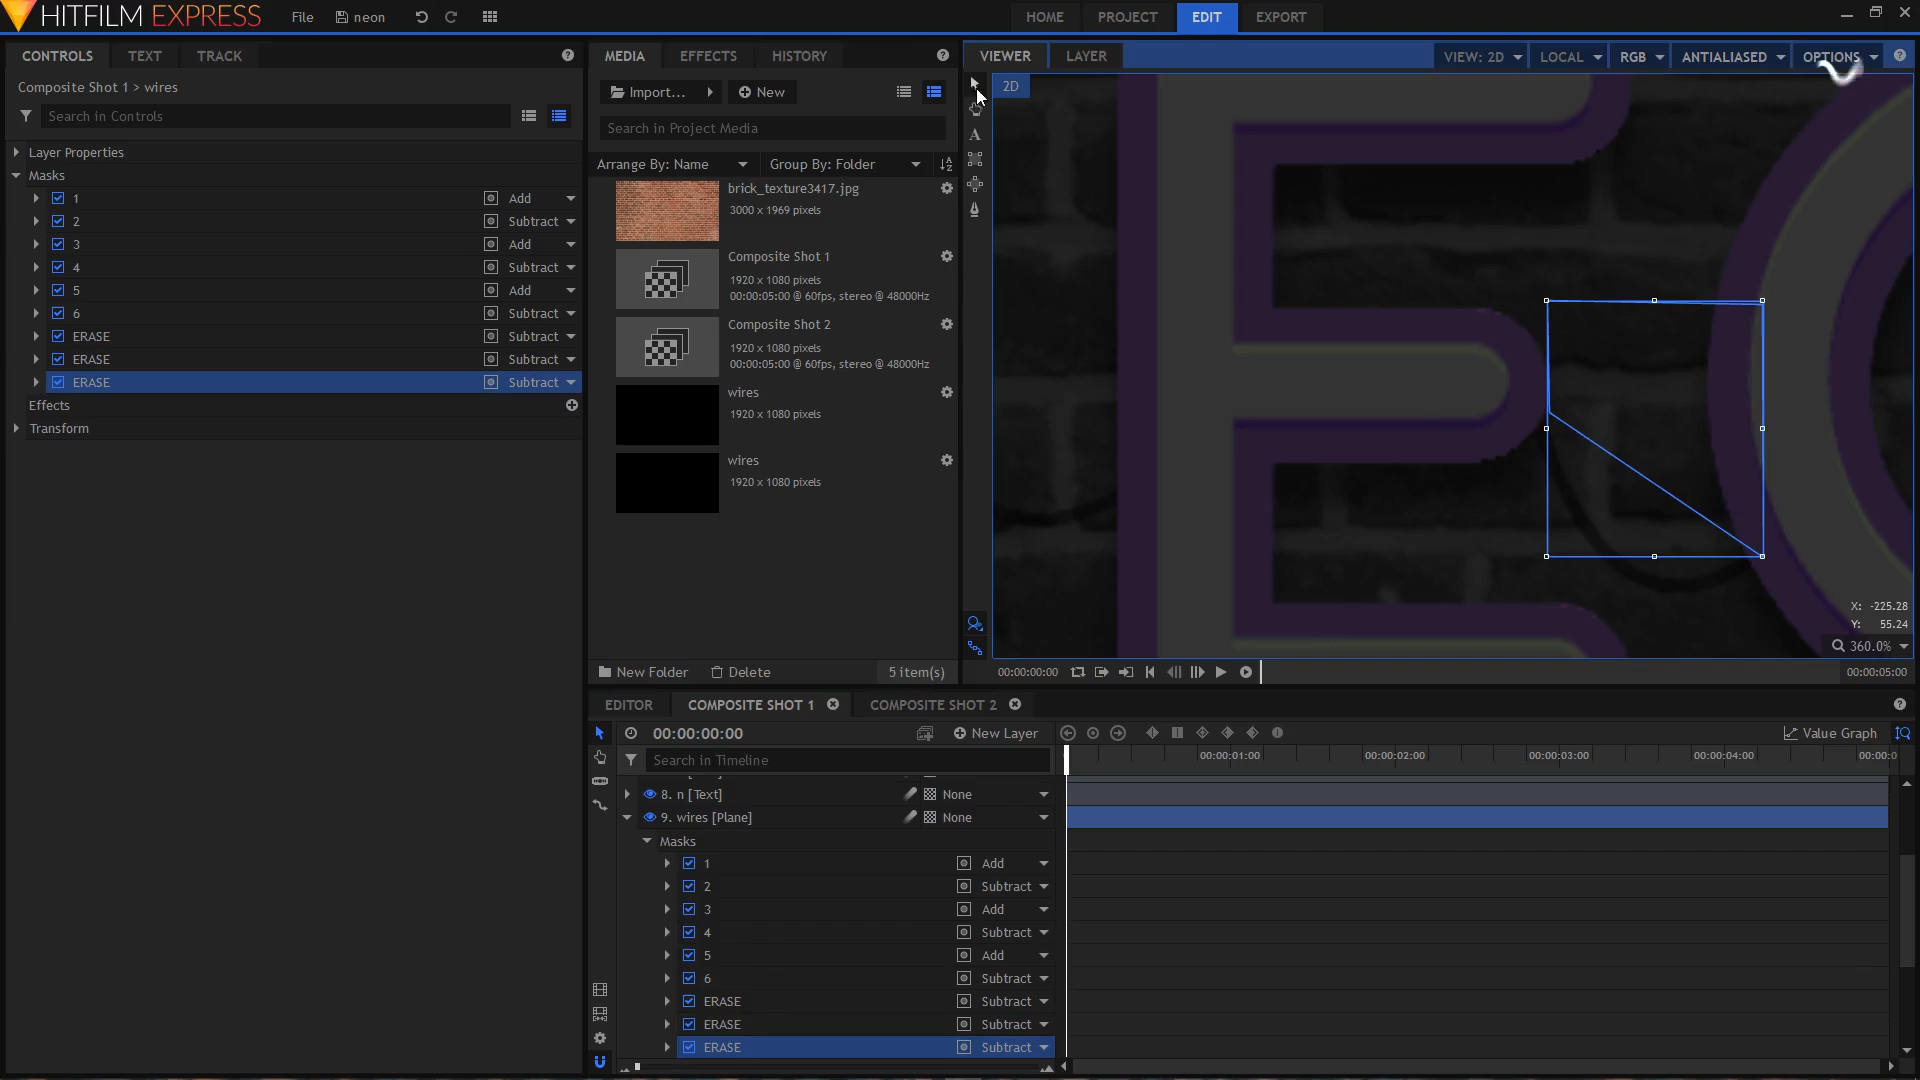 HITFILM EXPRESS
File
neon
HOME
PROJECT
EDIT
EXPORT
CONTROLS
TEXT
TRACK
Composite Shot 1 > wires
Search in Controls
Layer Properties
Masks
1 Add
2 Subtract
3 Add
4 Subtract
5 Add
6 Subtract
ERASE Subtract
ERASE Subtract
ERASE Subtract
Effects
Transform
MEDIA
EFFECTS
HISTORY
Import...
New
Search in Project Media
Arrange By: Name
Group By: Folder
brick_texture3417.jpg
3000 x 1969 pixels
Composite Shot 1
1920 x 1080 pixels
00:00:05:00 @ 60fps, stereo @ 48000Hz
Composite Shot 2
1920 x 1080 pixels
00:00:05:00 @ 60fps, stereo @ 48000Hz
wires
1920 x 1080 pixels
wires
1920 x 1080 pixels
New Folder
Delete
5 item(s)
VIEWER
LAYER
VIEW: 2D
LOCAL
RGB
ANTIALIASED
OPTIONS
2D
X: -225.28
Y: 55.24
360.0%
00:00:00:00
00:00:05:00
EDITOR
COMPOSITE SHOT 1
COMPOSITE SHOT 2
00:00:00:00
New Layer
Value Graph
Search in Timeline
00:00:01:00
00:00:02:00
00:00:03:00
00:00:04:00
00:00:0
8. n [Text] None
9. wires [Plane] None
Masks
1 Add
2 Subtract
3 Add
4 Subtract
5 Add
6 Subtract
ERASE Subtract
ERASE Subtract
ERASE Subtract